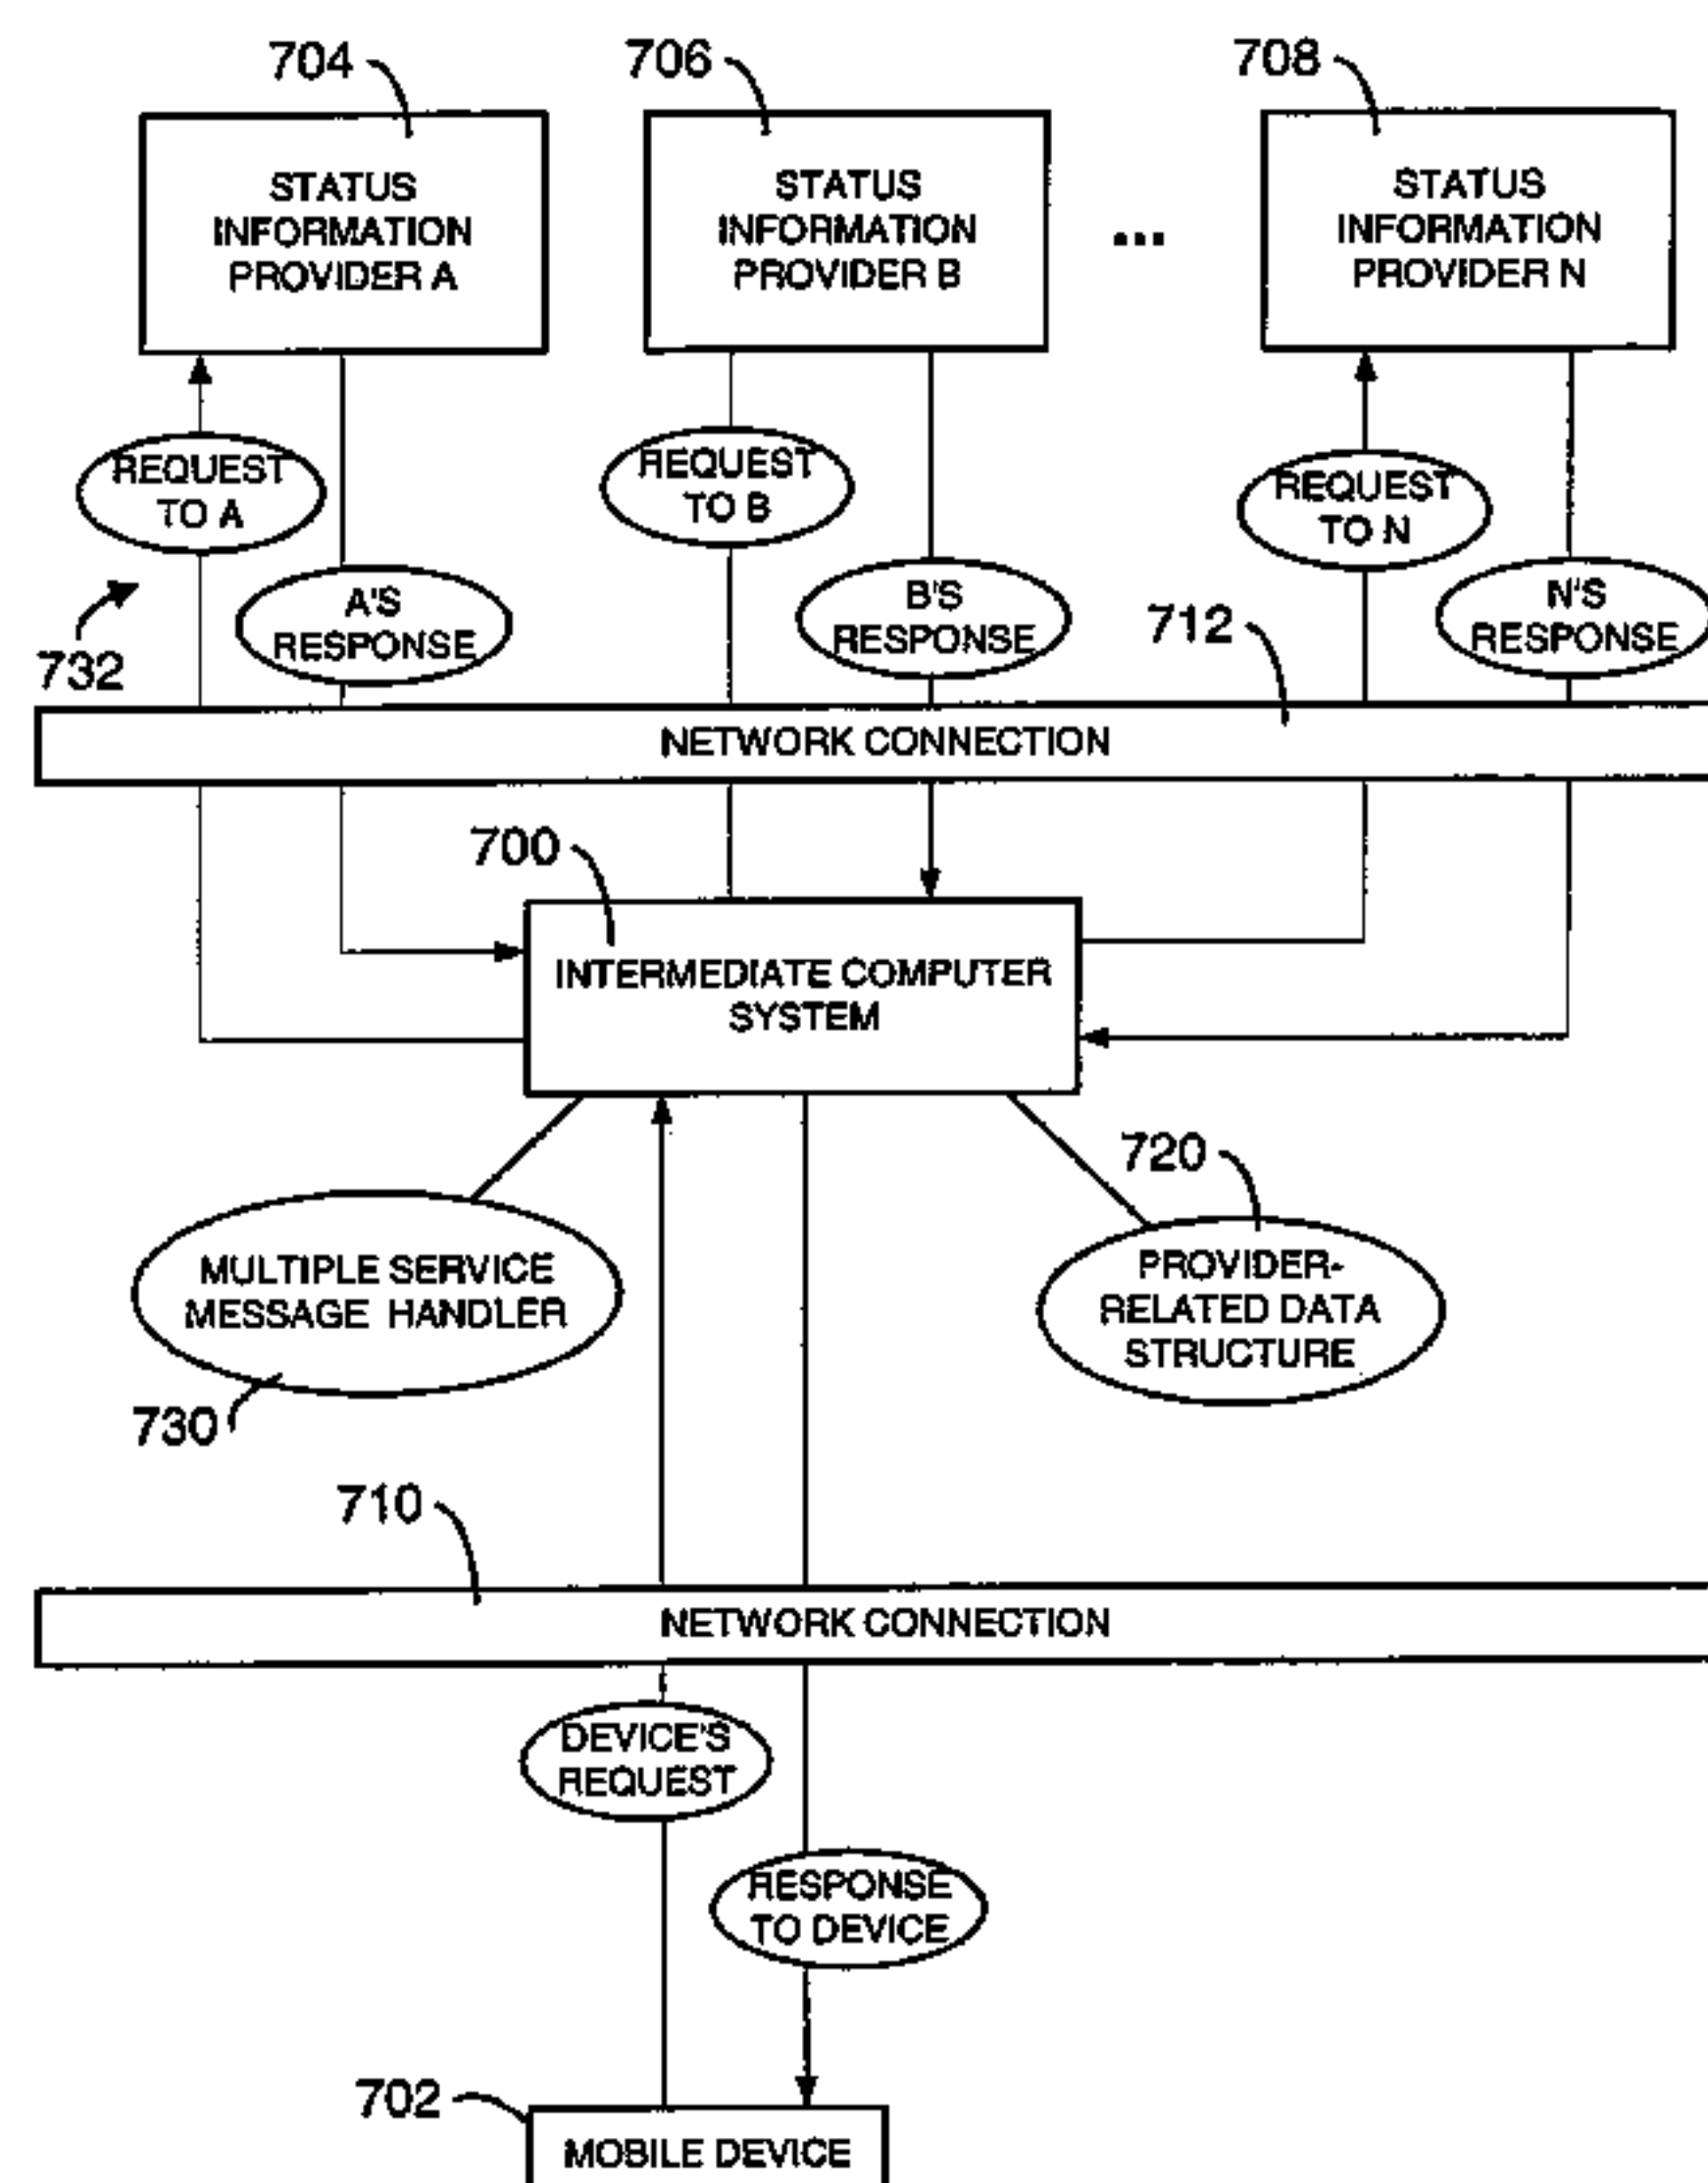 704
706
708
STATUS
INFORMATION
PROVIDER A
STATUS
INFORMATION
PROVIDER B
...
STATUS
INFORMATION
PROVIDER N
REQUEST
TO A
REQUEST
TO B
REQUEST
TO N
732
A'S
RESPONSE
B'S
RESPONSE
712
N'S
RESPONSE
NETWORK CONNECTION
700
INTERMEDIATE COMPUTER
SYSTEM
720
MULTIPLE SERVICE
MESSAGE HANDLER
730
PROVIDER-
RELATED DATA
STRUCTURE
710
NETWORK CONNECTION
DEVICE'S
REQUEST
RESPONSE
TO DEVICE
702
MOBILE DEVICE